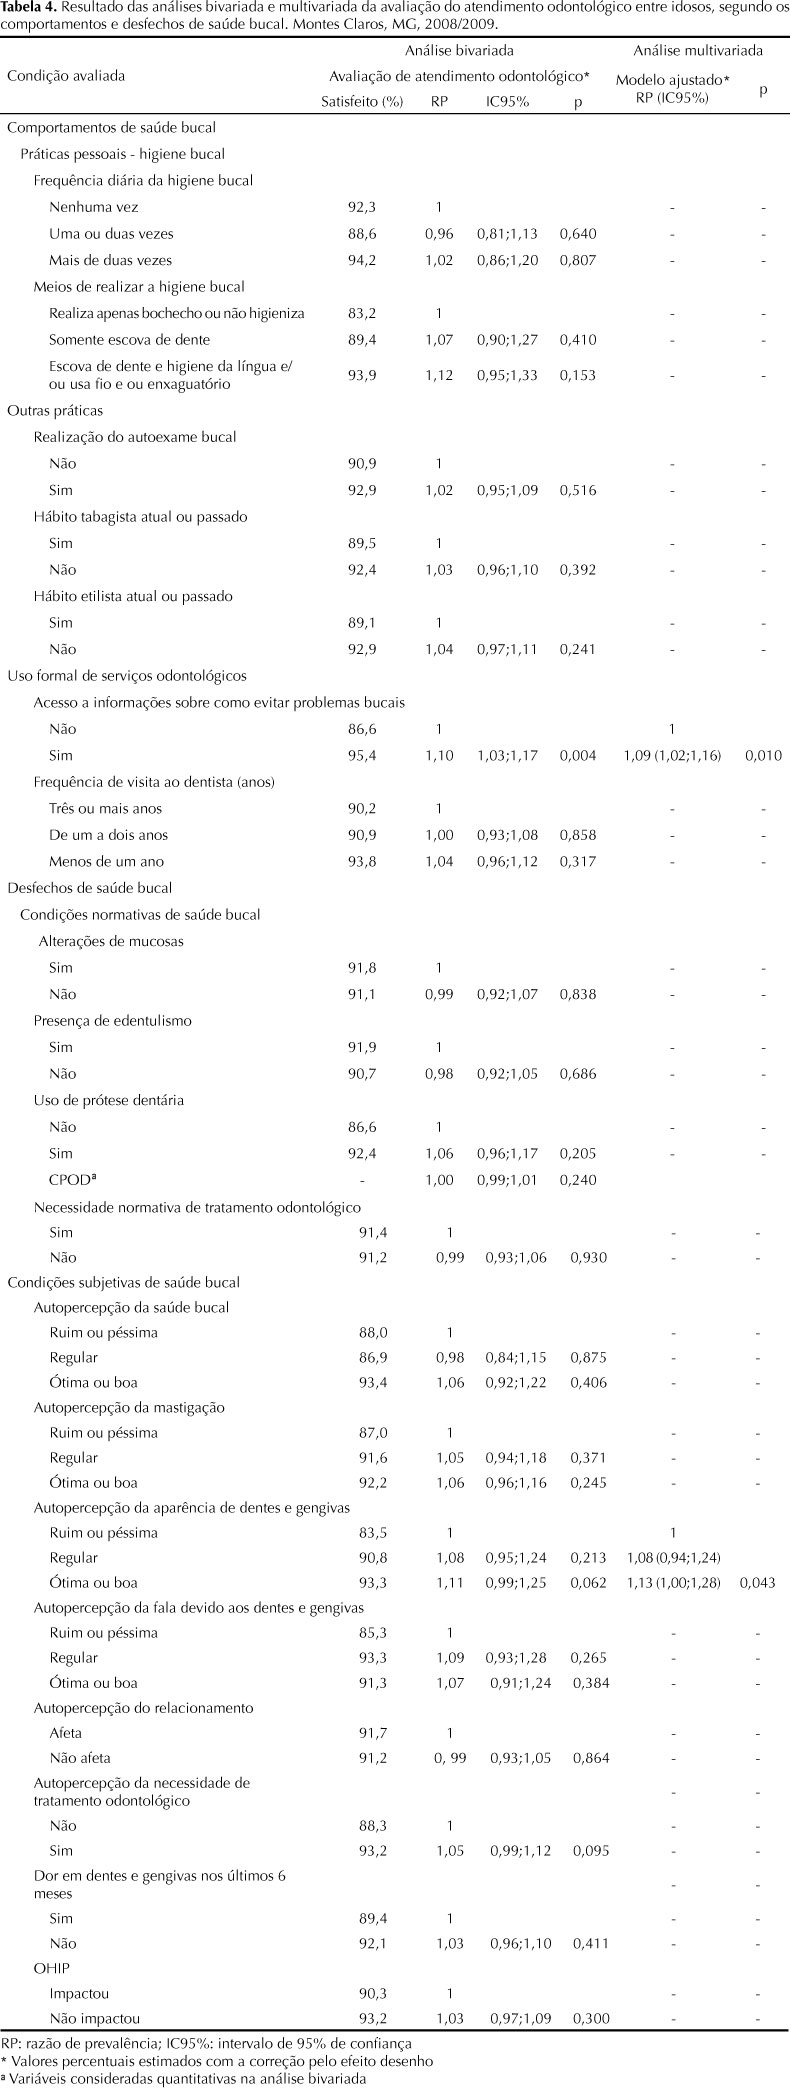 Tabela 4. Resultado das análises bivariada e multivariada da avaliação do atendimento odontológico entre idosos, segundo os
comportamentos e desfechos de saúde bucal. Montes Claros, MG, 2008/2009.
Análise bivariada Análise multivariada
Condição avaliada Avaliação de atendimento odontológico* Modelo ajustado* p
Satisfeito (%) RP IC95% p RP (IC95%)
Comportamentos de saúde bucal
Práticas pessoais - higiene bucal
Frequência diária da higiene bucal
Nenhuma vez 92,3 1 - -
Uma ou duas vezes 88,6 0,96 0,81;1,13 0,640 - -
Mais de duas vezes 94,2 1,02 0,86;1,20 0,807 - -
Meios de realizar a higiene bucal
Realiza apenas bochecho ou não higieniza 83,2 1 - -
Somente escova de dente 89,4 1,07 0,90;1,27 0,410 - -
Escova de dente e higiene da língua e/
ou usa fio e ou enxaguatório 93,9 1,12 0,95;1,33 0,153 - -
Outras práticas
Realização do autoexame bucal
Não 90,9 1 - -
Sim 92,9 1,02 0,95;1,09 0,516 - -
Hábito tabagista atual ou passado
Sim 89,5 1 - -
Não 92,4 1,03 0,96;1,10 0,392 - -
Hábito etilista atual ou passado
Sim 89,1 1 - -
Não 92,9 1,04 0,97;1,11 0,241 - -
Uso formal de serviços odontológicos
Acesso a informações sobre como evitar problemas bucais
Não 86,6 1 1
Sim 95,4 1,10 1,03;1,17 0,004 1,09 (1,02;1,16) 0,010
Frequência de visita ao dentista (anos)
Três ou mais anos 90,2 1 - -
De um a dois anos 90,9 1,00 0,93;1,08 0,858 - -
Menos de um ano 93,8 1,04 0,96;1,12 0,317 - -
Desfechos de saúde bucal
Condições normativas de saúde bucal
Alterações de mucosas
Sim 91,8 1 - -
Não 91,1 0,99 0,92;1,07 0,838 - -
Presença de edentulismo
Sim 91,9 1 - -
Não 90,7 0,98 0,92;1,05 0,686 - -
Uso de prótese dentária
Não 86,6 1 - -
Sim 92,4 1,06 0,96;1,17 0,205 - -
CPODª - 1,00 0,99;1,01 0,240
Necessidade normativa de tratamento odontológico
Sim 91,4 1 - -
Não 91,2 0,99 0,93;1,06 0,930 - -
Condições subjetivas de saúde bucal
Autopercepção da saúde bucal
Ruim ou péssima 88,0 1 - -
Regular 86,9 0,98 0,84;1,15 0,875 - -
Ótima ou boa 93,4 1,06 0,92;1,22 0,406 - -
Autopercepção da mastigação
Ruim ou péssima 87,0 1 - -
Regular 91,6 1,05 0,94;1,18 0,371 - -
Ótima ou boa 92,2 1,06 0,96;1,16 0,245 - -
Autopercepção da aparência de dentes e gengivas
Ruim ou péssima 83,5 1 1
Regular 90,8 1,08 0,95;1,24 0,213 1,08 (0,94;1,24)
Ótima ou boa 93,3 1,11 0,99;1,25 0,062 1,13 (1,00;1,28) 0,043
Autopercepção da fala devido aos dentes e gengivas
Ruim ou péssima 85,3 1 - -
Regular 93,3 1,09 0,93;1,28 0,265 - -
Ótima ou boa 91,3 1,07 0,91;1,24 0,384 - -
Autopercepção do relacionamento
Afeta 91,7 1 - -
Não afeta 91,2 0, 99 0,93;1,05 0,864 - -
Autopercepção da necessidade de
tratamento odontológico - -
Não 88,3 1 - -
Sim 93,2 1,05 0,99;1,12 0,095 - -
Dor em dentes e gengivas nos últimos 6
meses - -
Sim 89,4 1 - -
Não 92,1 1,03 0,96;1,10 0,411 - -
OHIP
Impactou 90,3 1 - -
Não impactou 93,2 1,03 0,97;1,09 0,300 - -
RP: razão de prevalência; IC95%: intervalo de 95% de confiança
* Valores percentuais estimados com a correção pelo efeito desenho
ª Variáveis consideradas quantitativas na análise bivariada